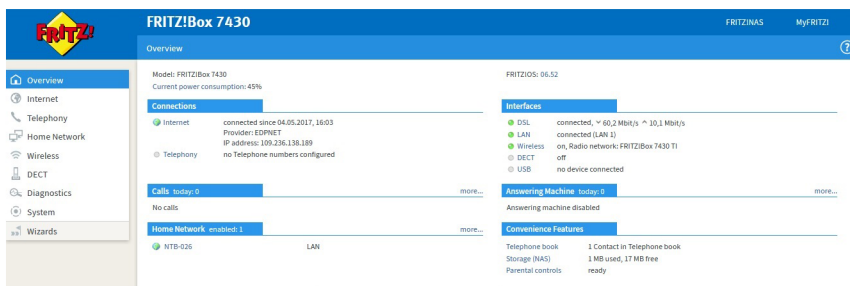 FRITZ!
FRITZ!Box 7430
FRITZ!NAS
MyFRITZ!
Overview
?
Overview
Internet
Telephony
Home Network
Wireless
DECT
Diagnostics
System
Wizards
Model: FRITZ!Box 7430
Current power consumption: 45%
FRITZ!OS: 06.52
Connections
Internet connected since 04.05.2017, 16:03
Provider: EDPNET
IP address: 109.236.138.189
Telephony no Telephone numbers configured
Interfaces
DSL connected, 60,2 Mbit/s ^ 10,1 Mbit/s
LAN connected (LAN 1)
Wireless on, Radio network: FRITZ!Box 7430 TI
DECT off
USB no device connected
Calls today: 0 more...
No calls
Answering Machine today: 0 more...
Answering machine disabled
Home Network enabled: 1 more...
NTB-026 LAN
Convenience Features
Telephone book 1 Contact in Telephone book
Storage (NAS) 1 MB used, 17 MB free
Parental controls ready